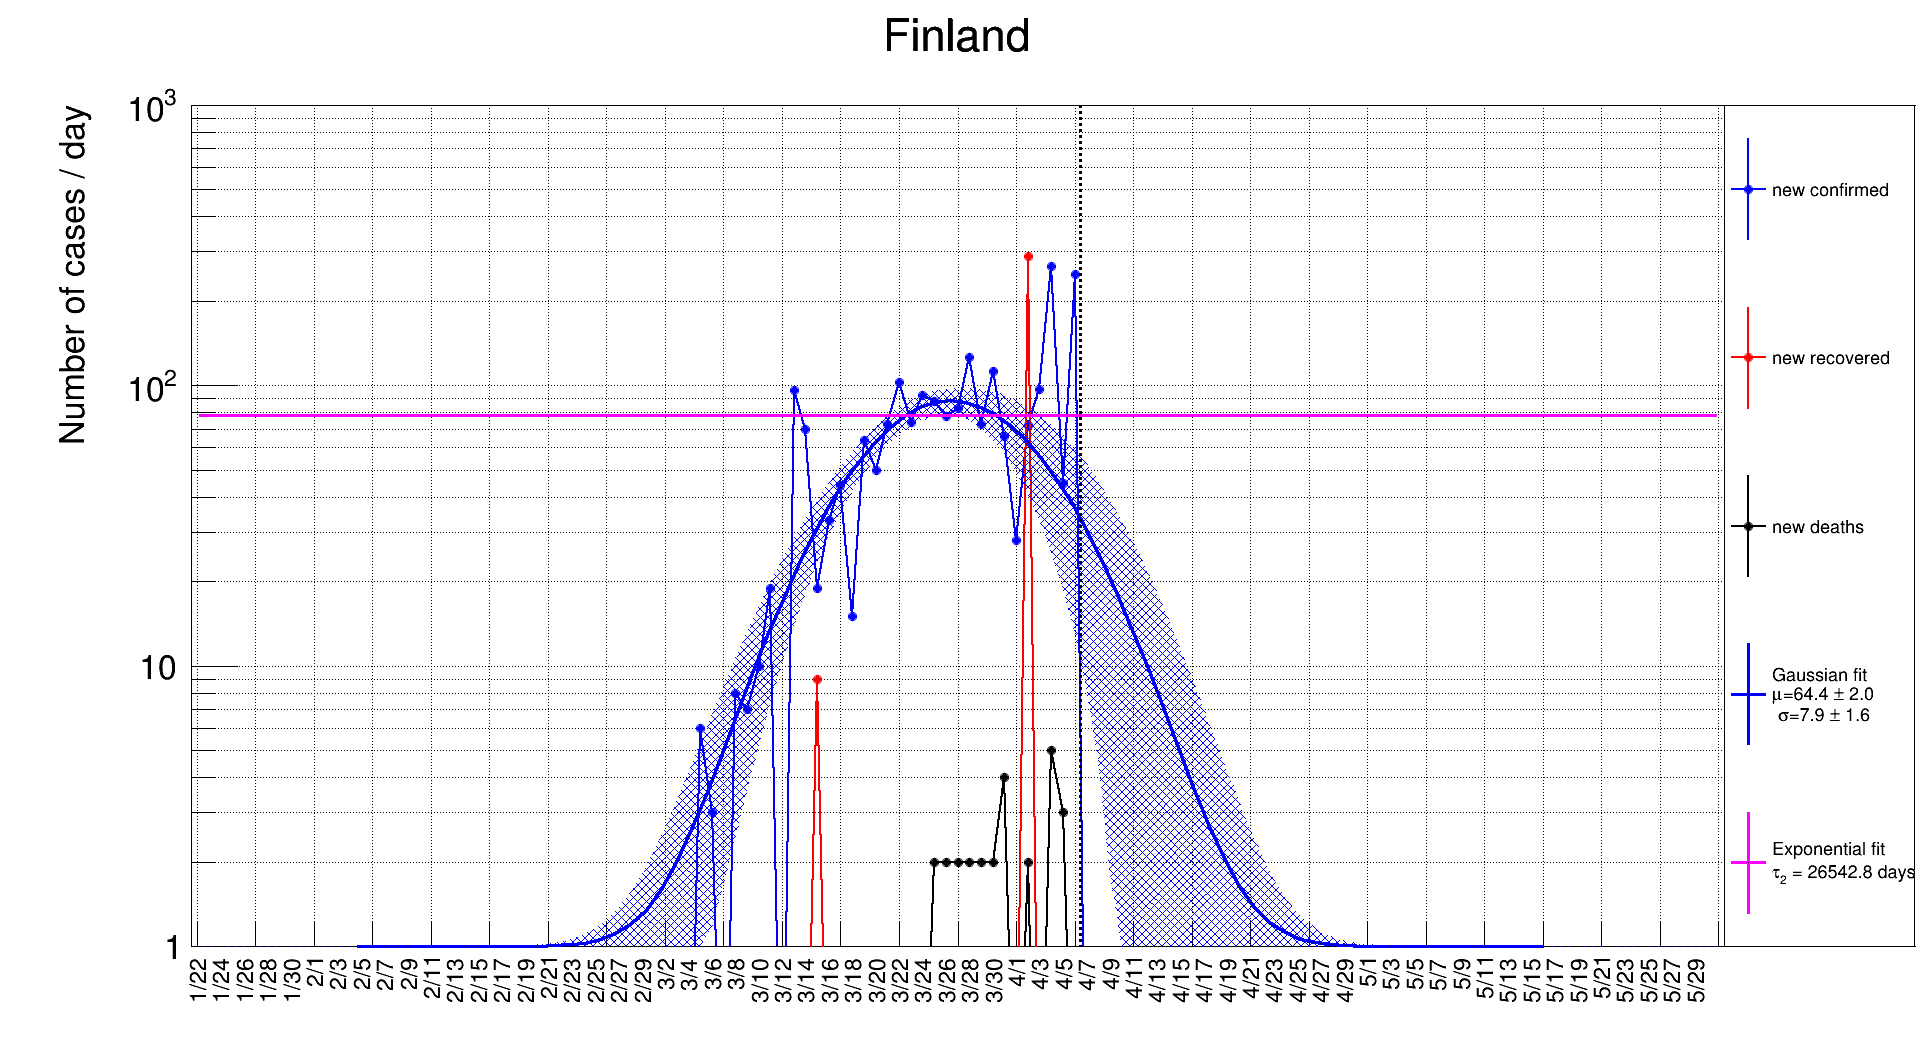 Finland
Number of cases / day
10³
10²
10
1
1/22 1/24 1/26 1/28 1/30 2/1 2/3 2/5 2/7 2/9 2/11 2/13 2/15 2/17 2/19 2/21 2/23 2/25 2/27 2/29 3/2 3/4 3/6 3/8 3/10 3/12 3/14 3/16 3/18 3/20 3/22 3/24 3/26 3/28 3/30 4/1 4/3 4/5 4/7 4/9 4/11 4/13 4/15 4/17 4/19 4/21 4/23 4/25 4/27 4/29 5/1 5/3 5/5 5/7 5/9 5/11 5/13 5/15 5/17 5/19 5/21 5/23 5/25 5/27 5/29
new confirmed
new recovered
new deaths
Gaussian fit
μ=64.4 ± 2.0
σ=7.9 ± 1.6
Exponential fit
τ₂ = 26542.8 days